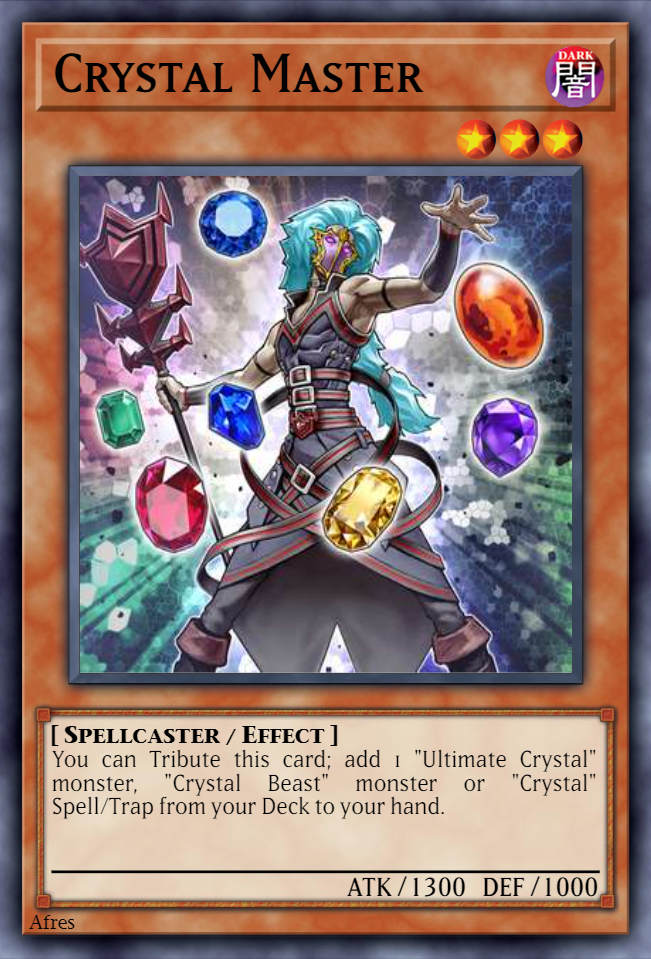 Crystal Master
DARK
闇
[ Spellcaster / Effect ]
You can Tribute this card; add 1 "Ultimate Crystal"
monster, "Crystal Beast" monster or "Crystal"
Spell/Trap from your Deck to your hand.
ATK / 1300 DEF / 1000
Afres